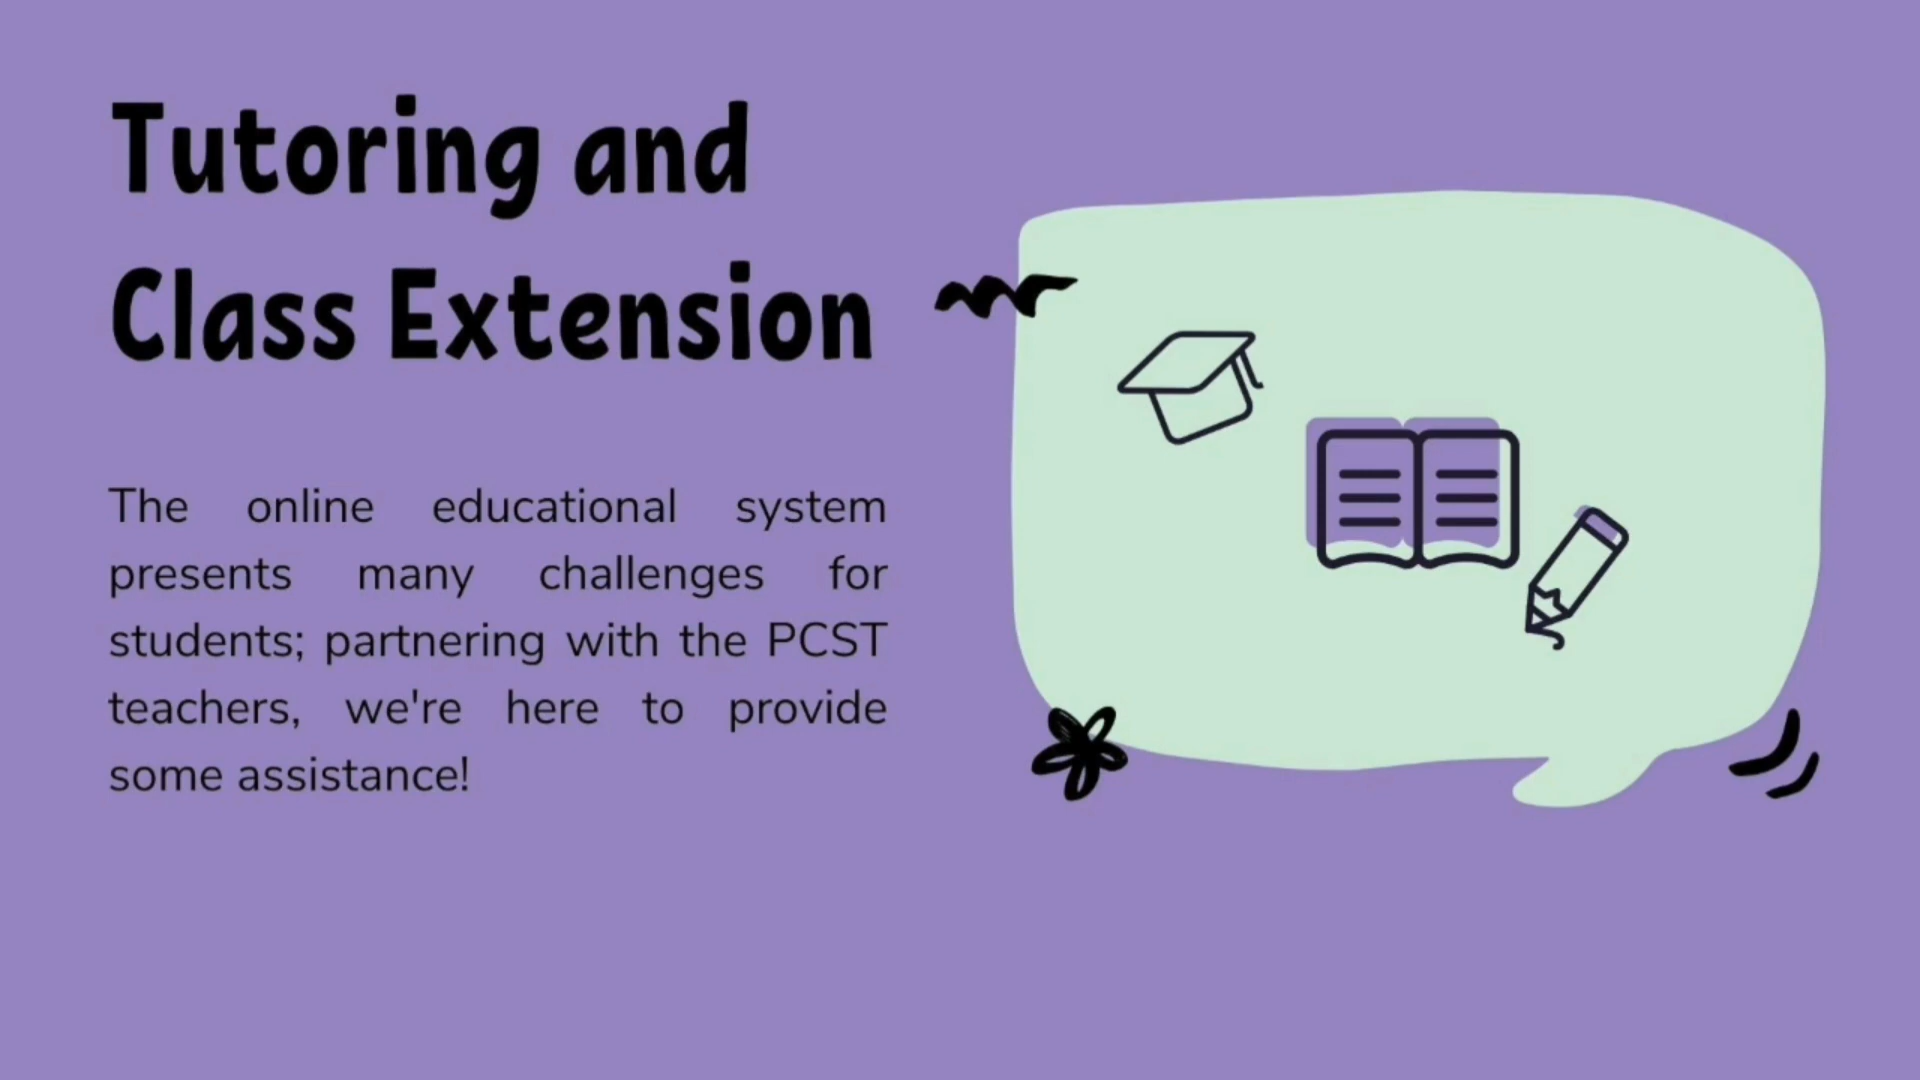 Tutoring and
Class Extension
The online educational system
presents many challenges for
students; partnering with the PCST
teachers, we're here to provide
some assistance!